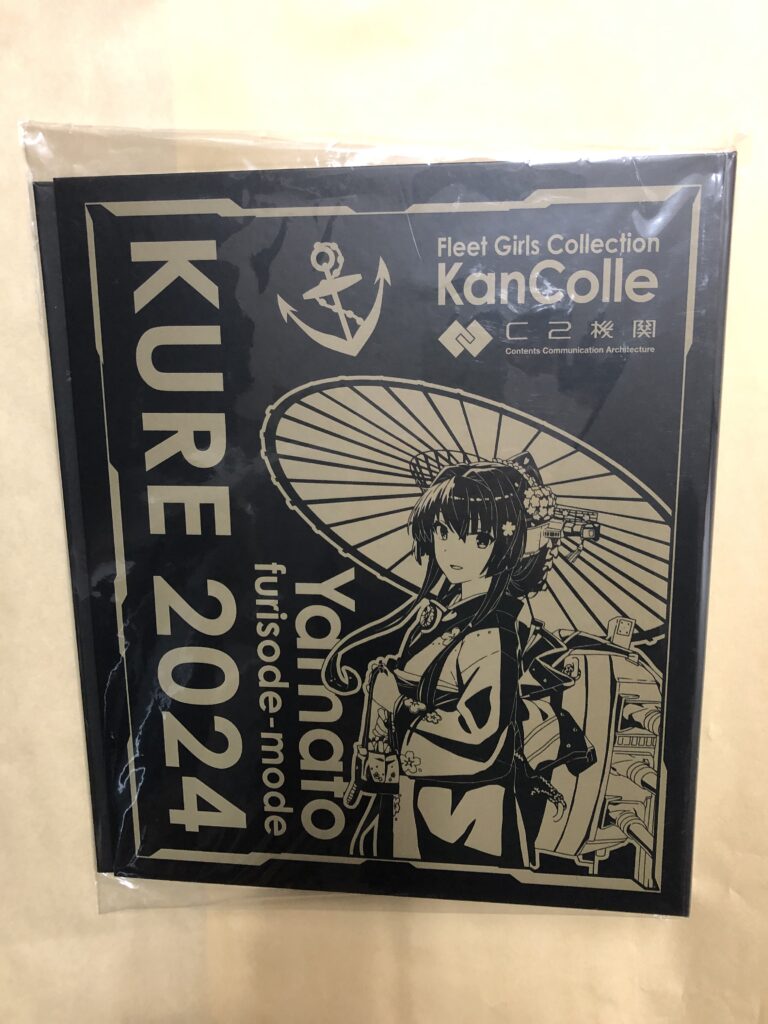 Fleet Girls Collection
KanColle
C2機関
Contents Communication Architecture
KURE 2024
Yamato
furisode-mode